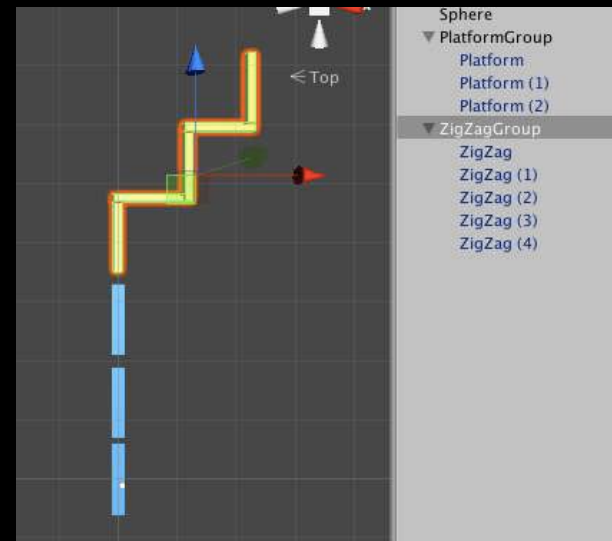 Sphere
PlatformGroup
Platform
Platform (1)
Platform (2)
ZigZagGroup
ZigZag
ZigZag (1)
ZigZag (2)
ZigZag (3)
ZigZag (4)
Top